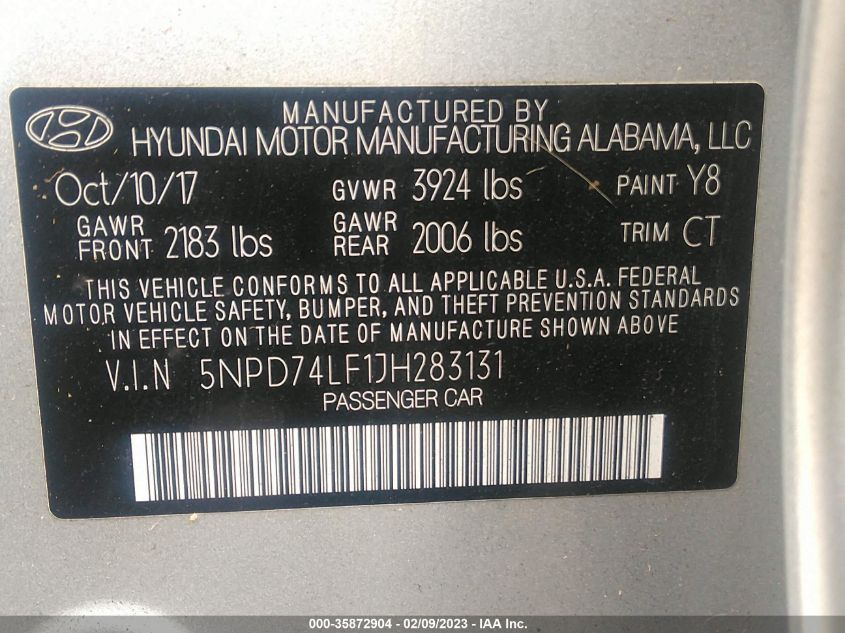 MANUFACTURED BY
HYUNDAI MOTOR MANUFACTURING ALABAMA, LLC
Oct/10/17 GVWR 3924 lbs PAINT Y8
GAWR FRONT 2183 lbs GAWR REAR 2006 lbs TRIM CT
THIS VEHICLE CONFORMS TO ALL APPLICABLE U.S.A. FEDERAL
MOTOR VEHICLE SAFETY, BUMPER, AND THEFT PREVENTION STANDARDS
IN EFFECT ON THE DATE OF MANUFACTURE SHOWN ABOVE
V.I.N 5NPD74LF1JH283131
PASSENGER CAR
000-35872904 - 02/09/2023 - IAA Inc.